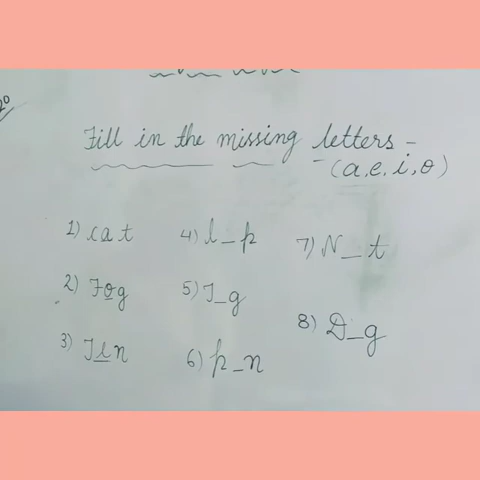 Fill in the missing letters -
(a, e, i, o)
1) cat
2) Fog
3) Tin
4) l_p
5) J_g
6) p_n
7) N_t
8) D_g